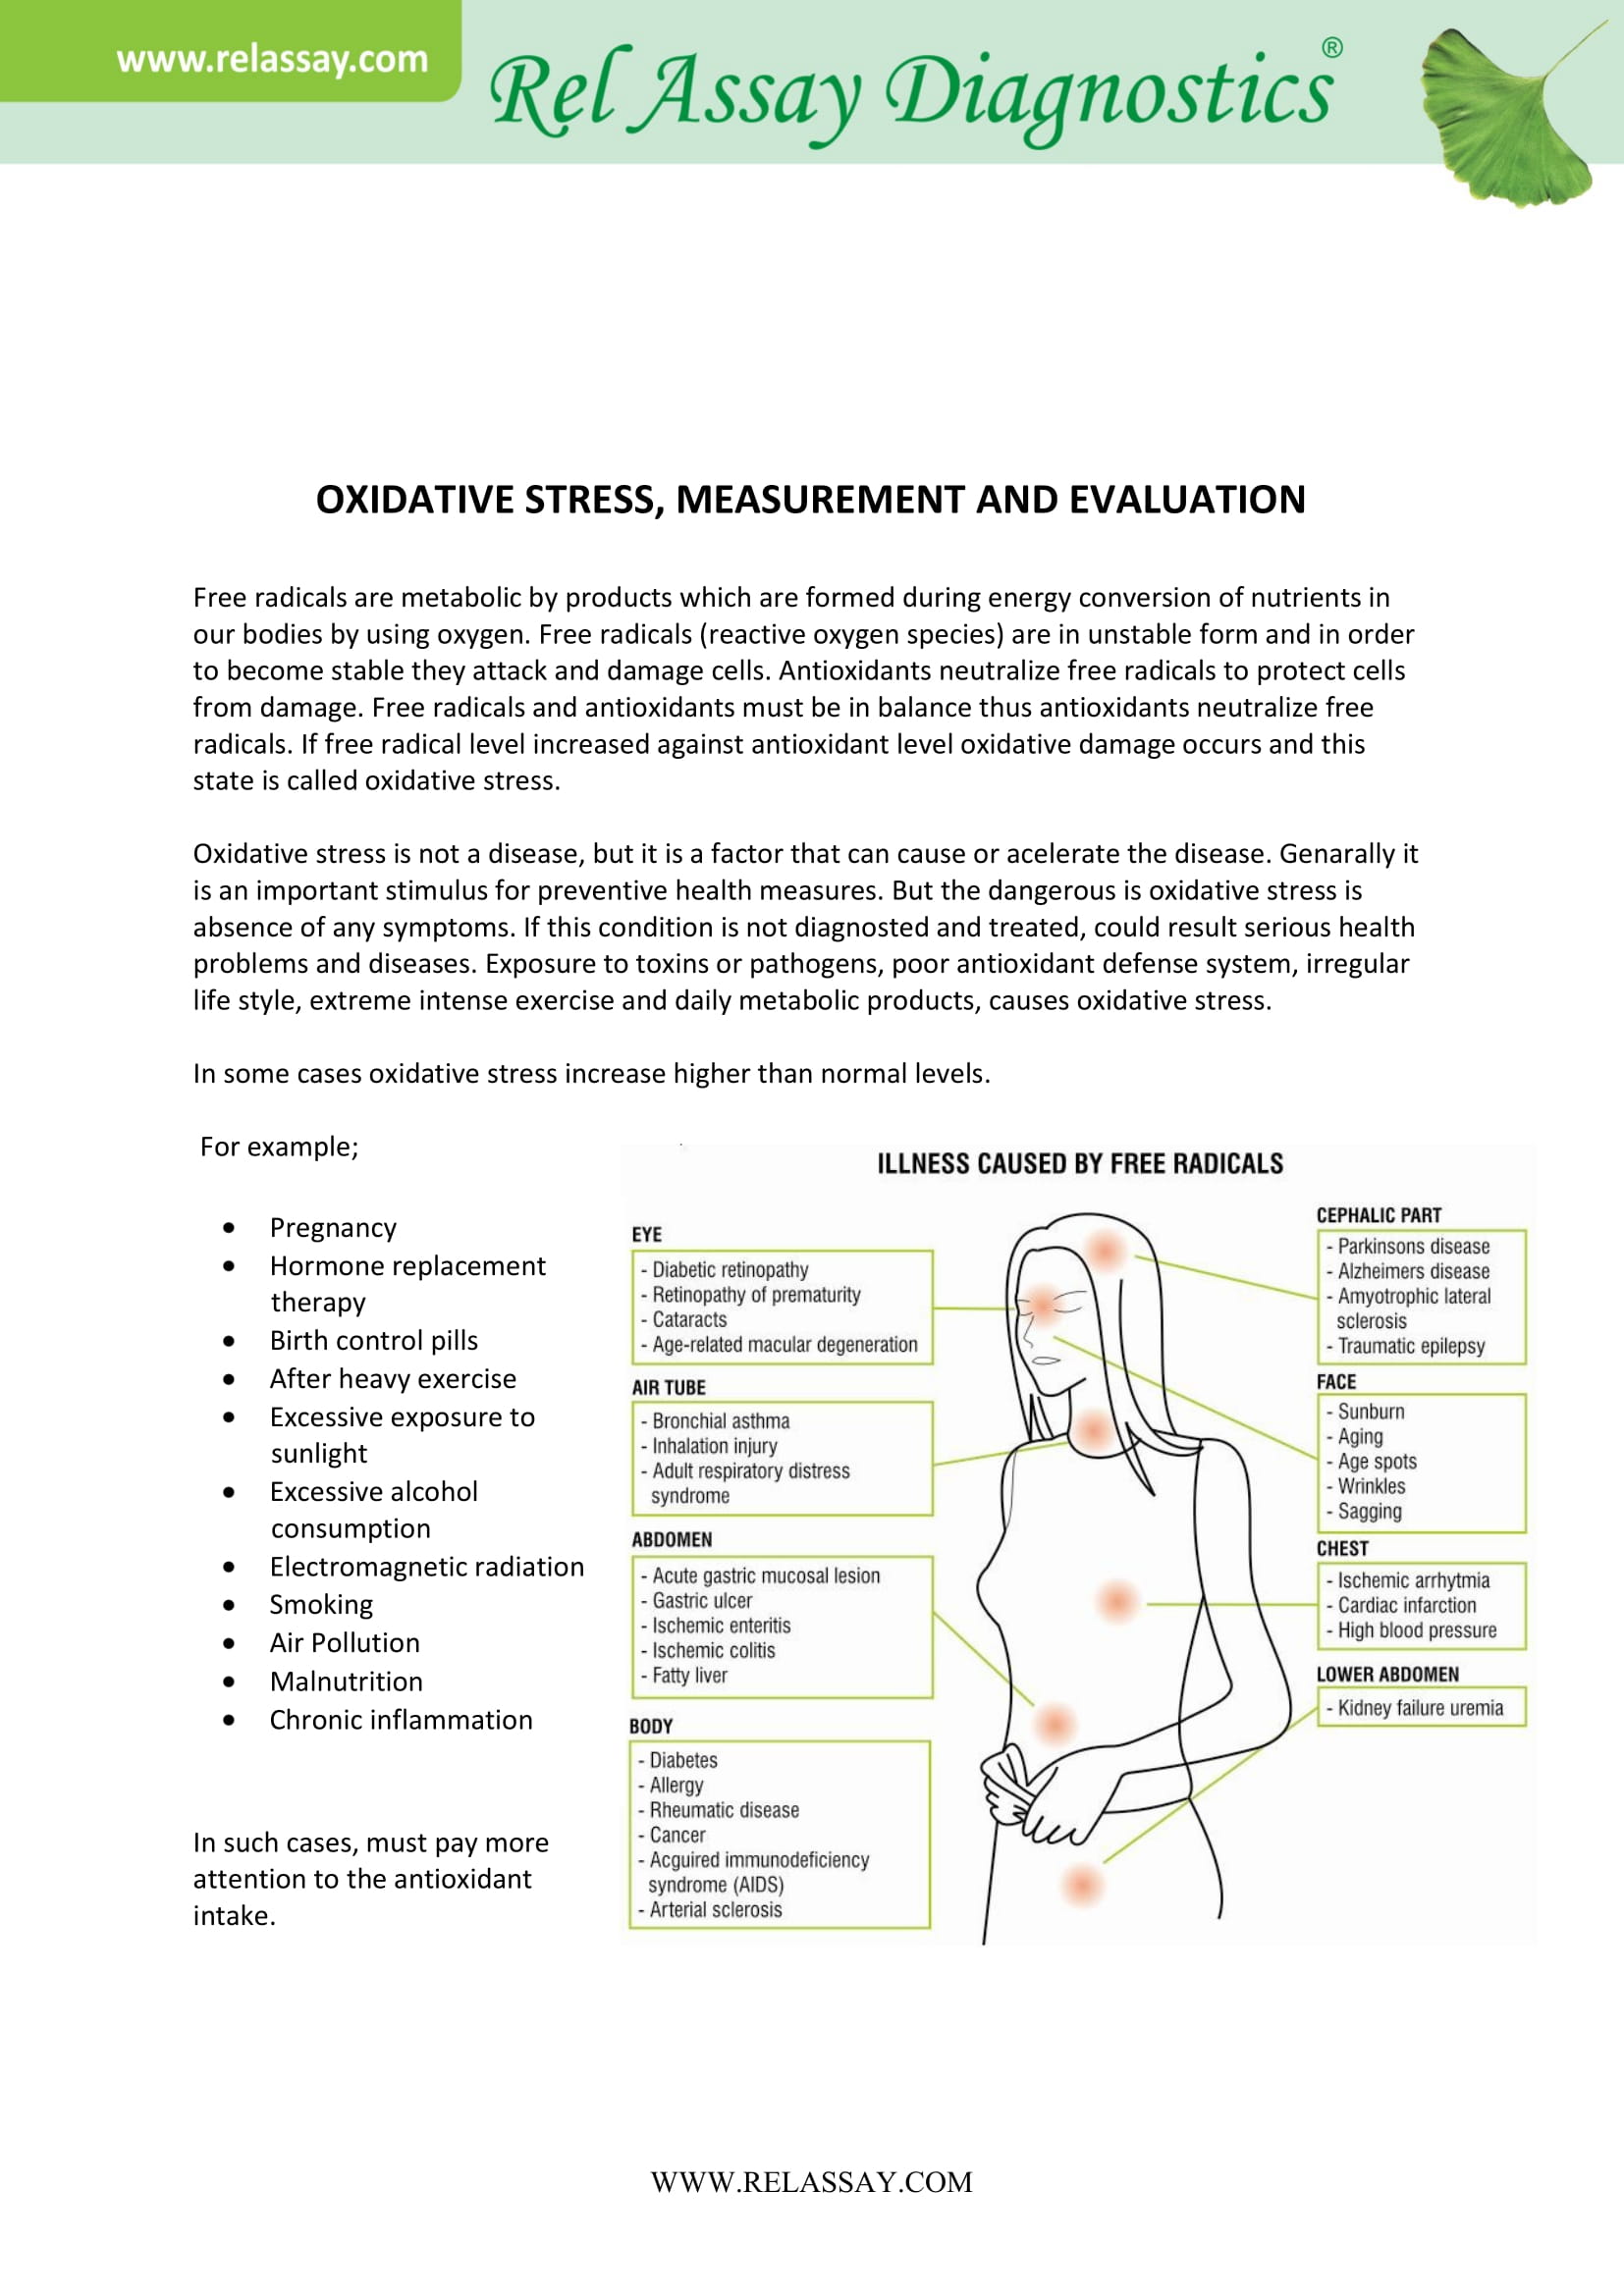 www.relassay.com
Rel Assay Diagnostics®
OXIDATIVE STRESS, MEASUREMENT AND EVALUATION
Free radicals are metabolic by products which are formed during energy conversion of nutrients in
our bodies by using oxygen. Free radicals (reactive oxygen species) are in unstable form and in order
to become stable they attack and damage cells. Antioxidants neutralize free radicals to protect cells
from damage. Free radicals and antioxidants must be in balance thus antioxidants neutralize free
radicals. If free radical level increased against antioxidant level oxidative damage occurs and this
state is called oxidative stress.
Oxidative stress is not a disease, but it is a factor that can cause or acelerate the disease. Genarally it
is an important stimulus for preventive health measures. But the dangerous is oxidative stress is
absence of any symptoms. If this condition is not diagnosed and treated, could result serious health
problems and diseases. Exposure to toxins or pathogens, poor antioxidant defense system, irregular
life style, extreme intense exercise and daily metabolic products, causes oxidative stress.
In some cases oxidative stress increase higher than normal levels.
For example;
• Pregnancy
• Hormone replacement
therapy
• Birth control pills
• After heavy exercise
• Excessive exposure to
sunlight
• Excessive alcohol
consumption
• Electromagnetic radiation
• Smoking
• Air Pollution
• Malnutrition
• Chronic inflammation
In such cases, must pay more
attention to the antioxidant
intake.
ILLNESS CAUSED BY FREE RADICALS
EYE
- Diabetic retinopathy
- Retinopathy of prematurity
- Cataracts
- Age-related macular degeneration
AIR TUBE
- Bronchial asthma
- Inhalation injury
- Adult respiratory distress
syndrome
ABDOMEN
- Acute gastric mucosal lesion
- Gastric ulcer
- Ischemic enteritis
- Ischemic colitis
- Fatty liver
BODY
- Diabetes
- Allergy
- Rheumatic disease
- Cancer
- Acguired immunodeficiency
syndrome (AIDS)
- Arterial sclerosis
CEPHALIC PART
- Parkinsons disease
- Alzheimers disease
- Amyotrophic lateral
sclerosis
- Traumatic epilepsy
FACE
- Sunburn
- Aging
- Age spots
- Wrinkles
- Sagging
CHEST
- Ischemic arrhytmia
- Cardiac infarction
- High blood pressure
LOWER ABDOMEN
- Kidney failure uremia
WWW.RELASSAY.COM